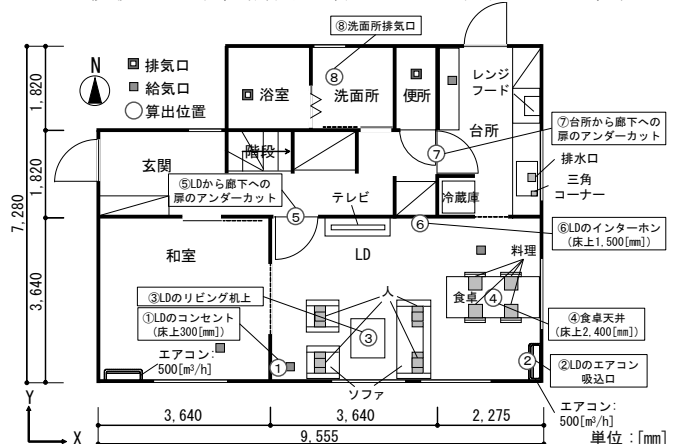 ⑧洗面所排気口
N
排気口
給気口
算出位置
浴室
⑧
洗面所
便所
レンジ
フード
台所
⑦台所から廊下への
扉のアンダーカット
⑦
排水口
三角
コーナー
玄関
階段
⑤LDから廊下への
扉のアンダーカット
テレビ
冷蔵庫
⑤
⑥
⑥LDのインターホン
(床上1,500[mm])
和室
LD
料理
人
食卓
④
③LDのリビング机上
①LDのコンセント
(床上300[mm])
③
④食卓天井
(床上2,400[mm])
エアコン:
500[m³/h]
①
②
②LDのエアコン
吸込口
ソファ
エアコン:
500[m³/h]
1,820
1,820
3,640
7,280
Y
X
3,640
3,640
2,275
9,555
単位:[mm]